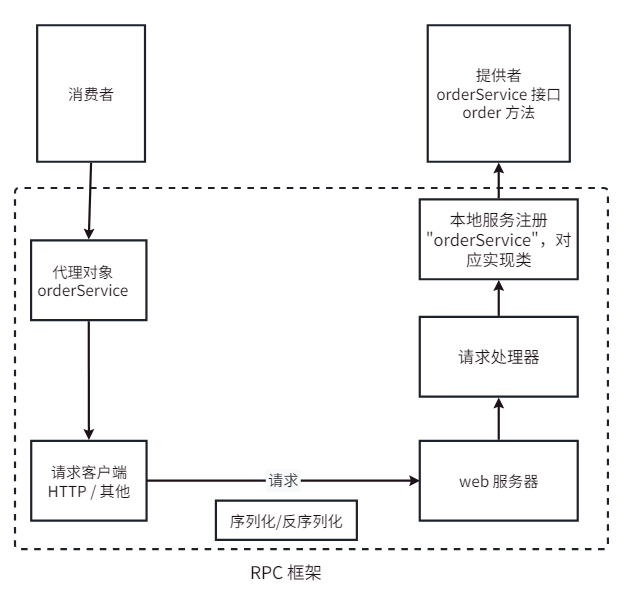 消费者
提供者
orderService 接口
order 方法
代理对象
orderService
本地服务注册
"orderService"，对
应实现类
请求处理器
请求客户端
HTTP / 其他
请求
web 服务器
序列化/反序列化
RPC 框架